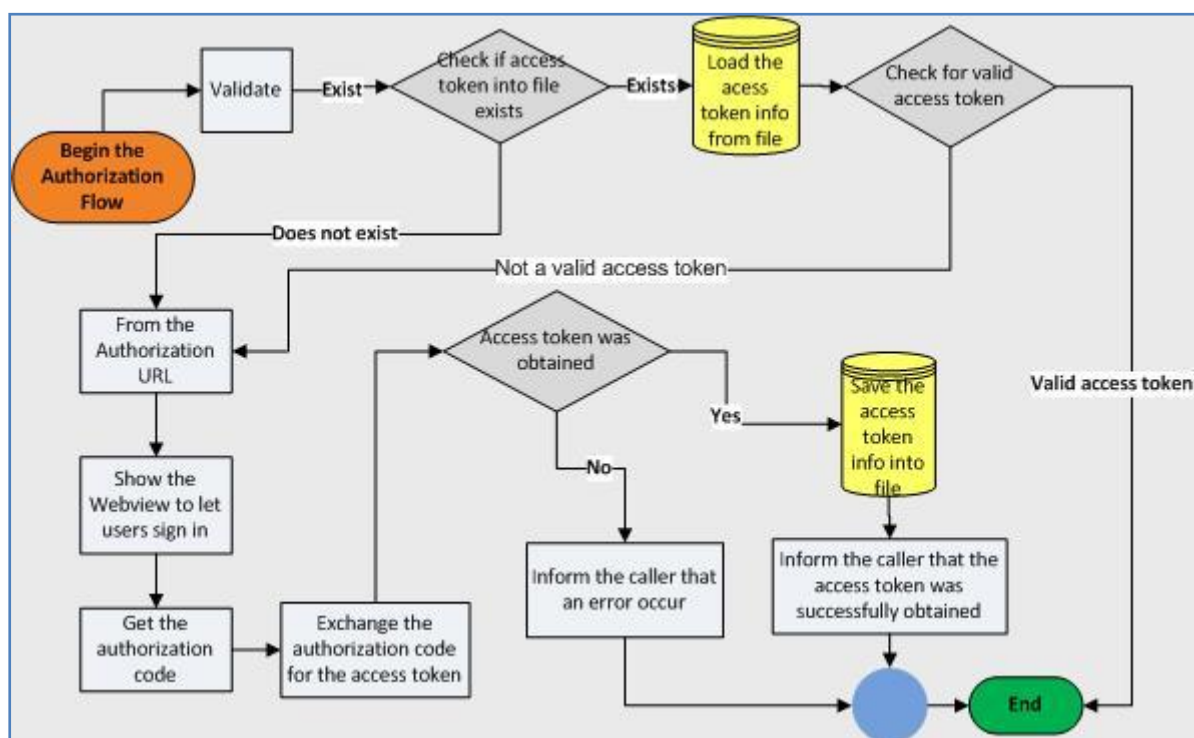 Validate
Exist
Check if access
token into file
exists
Exists
Load the
acess
token info
from file
Check for valid
access token
Begin the
Authorization
Flow
Does not exist
Not a valid access token
From the
Authorization
URL
Access token was
obtained
Valid access token
Yes
Save the
access
token
info into
file
No
Show the
Webview to let
users sign in
Inform the caller that
an error occur
Inform the caller that the
access token was
successfully obtained
Get the
authorization
code
Exchange the
authorization code
for the access token
End